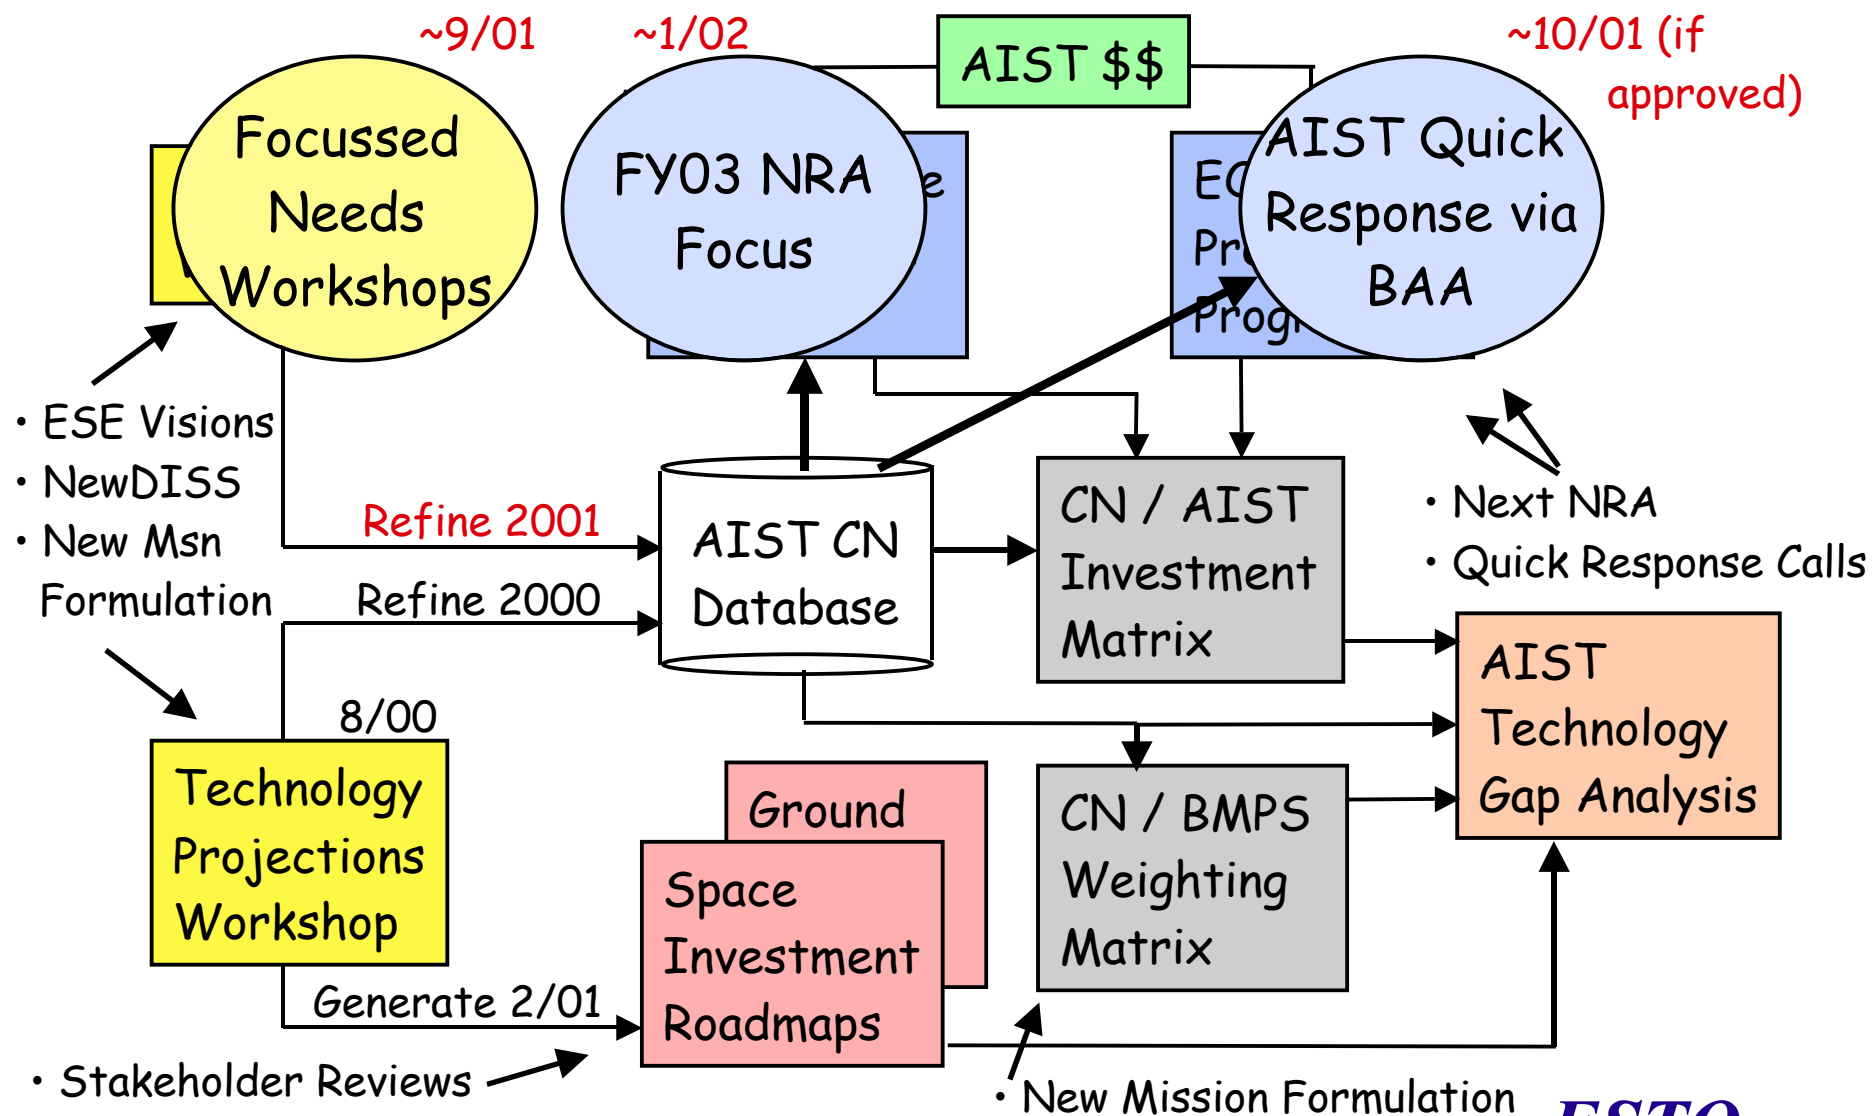 ~9/01
~1/02
~10/01 (if
approved)
AIST $$
Focussed
Needs
Workshops
FY03 NRA
Focus
AIST Quick
Response via
BAA
• ESE Visions
• NewDISS
• New Msn
Formulation
Refine 2001
Refine 2000
AIST CN
Database
CN / AIST
Investment
Matrix
• Next NRA
• Quick Response Calls
AIST
Technology
Gap Analysis
8/00
Technology
Projections
Workshop
Ground
Space
Investment
Roadmaps
CN / BMPS
Weighting
Matrix
Generate 2/01
• Stakeholder Reviews
• New Mission Formulation
ESTO